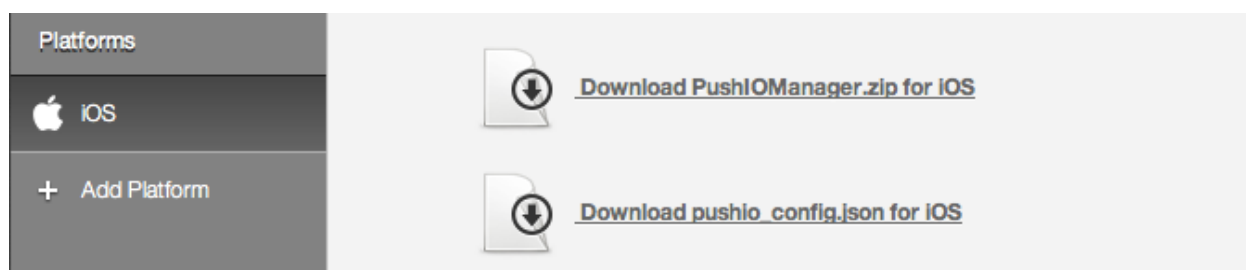 Platforms
iOS
+ Add Platform
Download PushIOManager.zip for iOS
Download pushio_config.json for iOS